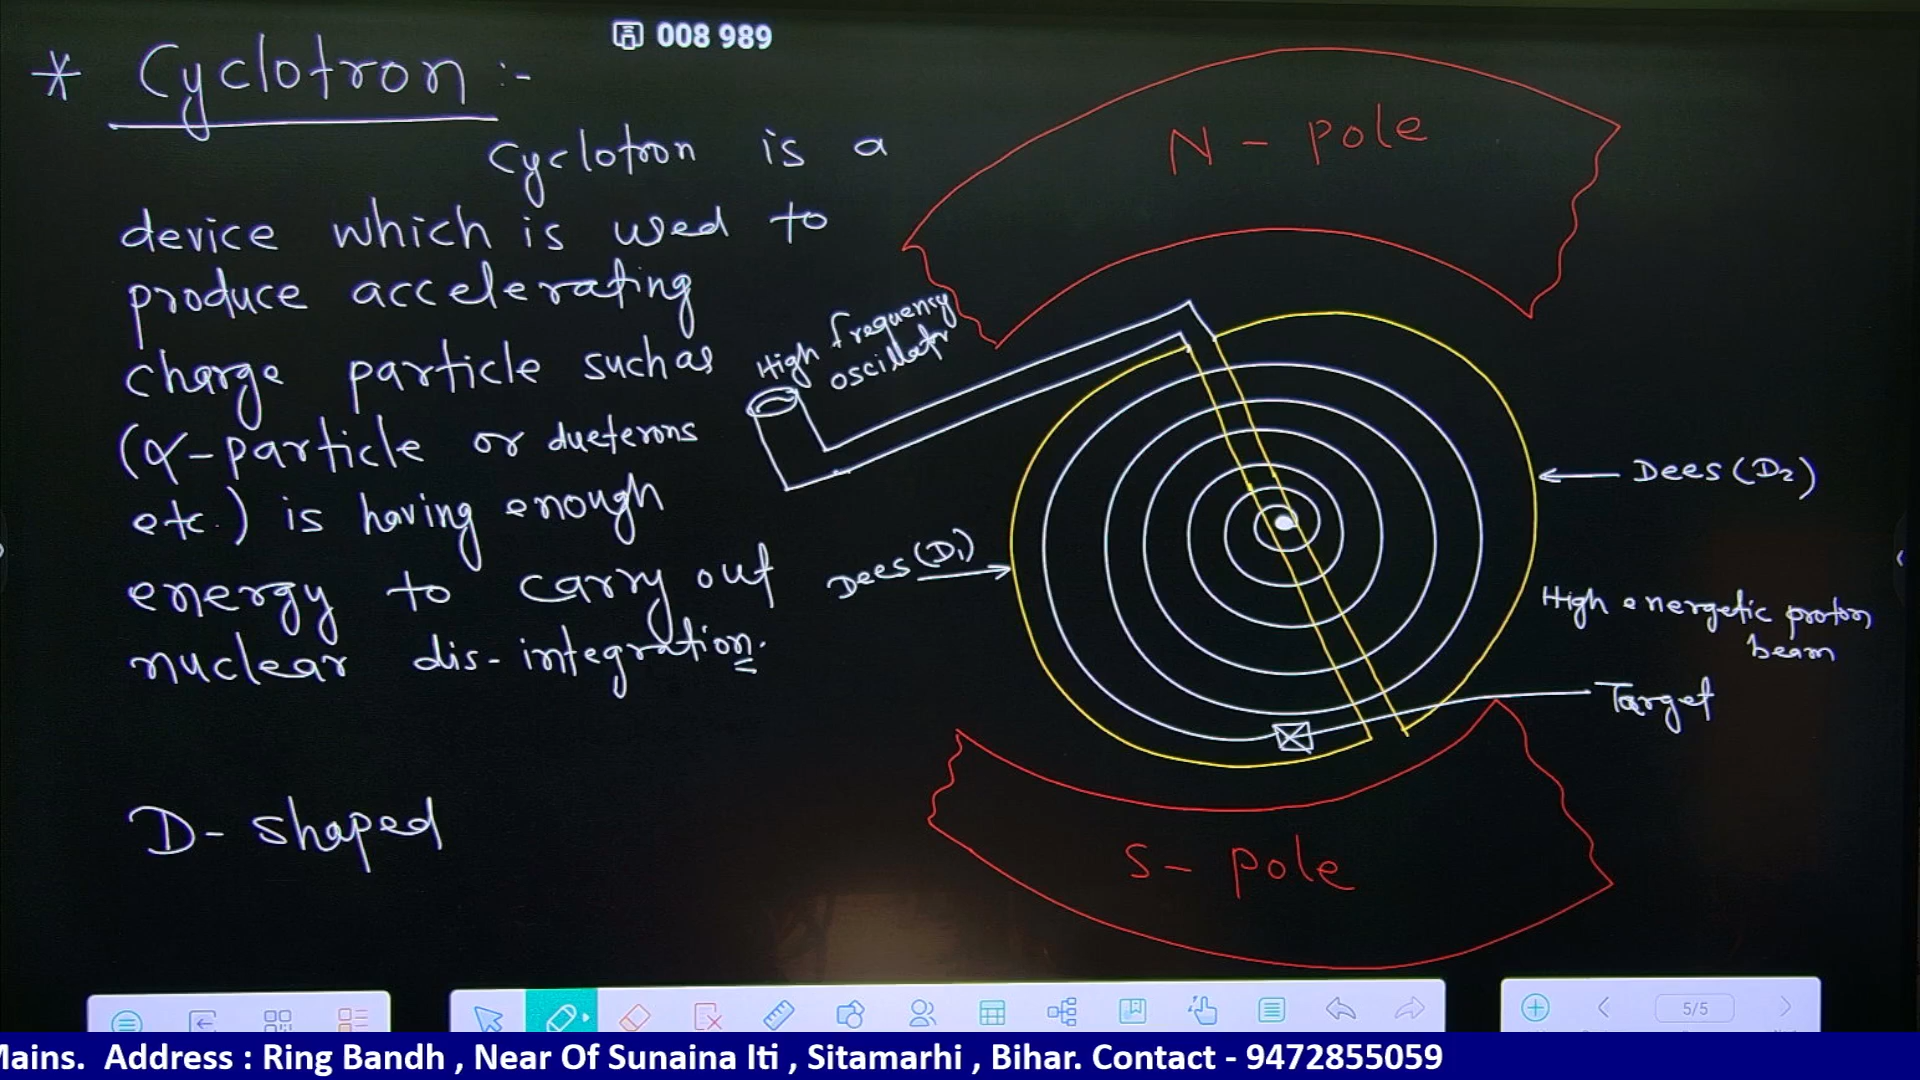 008 989
* Cyclotron :-
Cyclotron is a
device which is used to
produce accelerating
charge particle such as
(α-particle or dueterons
etc.) is having enough
energy to carry out
nuclear dis-integration.
D- shaped
N - pole
High frequency
oscillator
Dees (D2)
Dees (D1)
High energetic proton
beam
Target
S- pole
5/5
Mains. Address : Ring Bandh , Near Of Sunaina Iti , Sitamarhi , Bihar. Contact - 9472855059